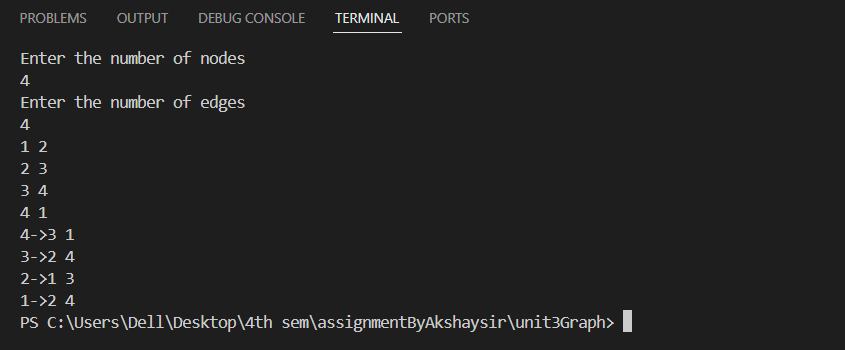 PROBLEMS OUTPUT DEBUG CONSOLE TERMINAL PORTS
Enter the number of nodes
4
Enter the number of edges
4
1 2
2 3
3 4
4 1
4->3 1
3->2 4
2->1 3
1->2 4
PS C:\Users\Dell\Desktop\4th sem\assignmentByAkshaysir\unit3Graph>